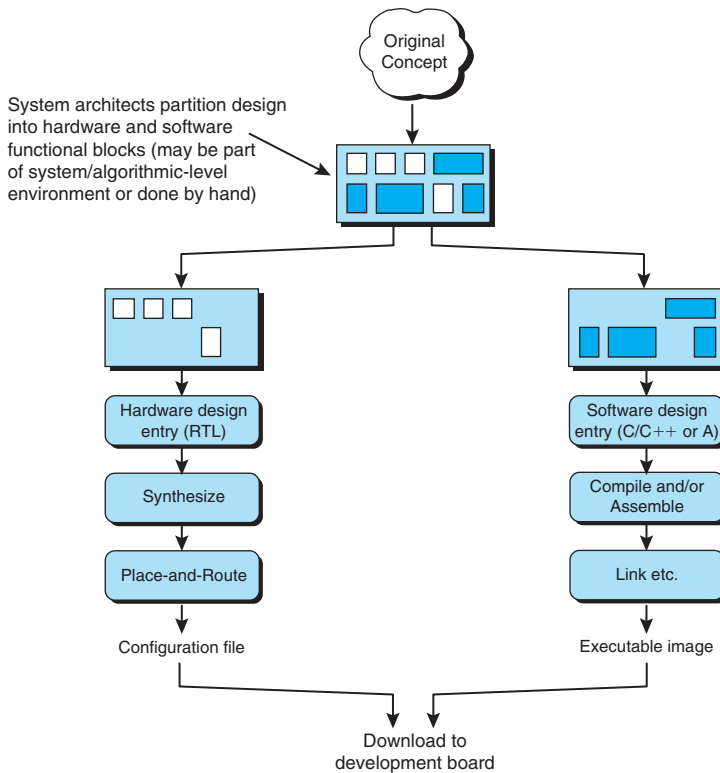 Original
Concept
System architects partition design
into hardware and software
functional blocks (may be part
of system/algorithmic-level
environment or done by hand)
Hardware design
entry (RTL)
Synthesize
Place-and-Route
Configuration file
Software design
entry (C/C++ or A)
Compile and/or
Assemble
Link etc.
Executable image
Download to
development board